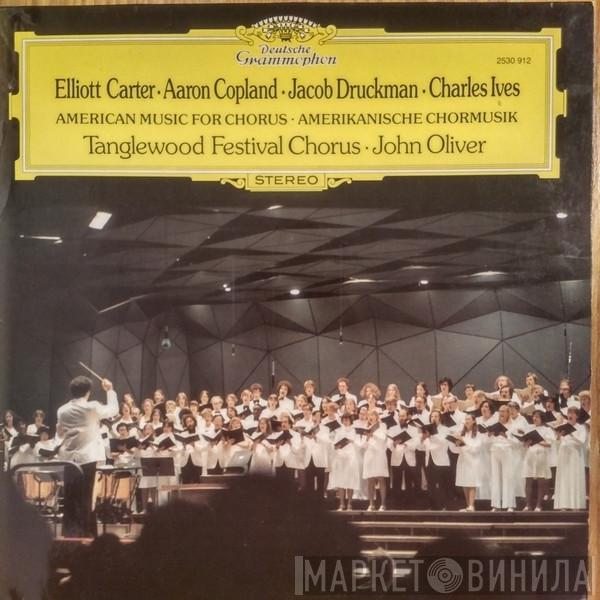 Deutsche
Grammophon
2530 912
Elliott Carter · Aaron Copland · Jacob Druckman · Charles Ives
AMERICAN MUSIC FOR CHORUS · AMERIKANISCHE CHORMUSIK
Tanglewood Festival Chorus · John Oliver
STEREO
МАРКЕТ ВИНИЛА